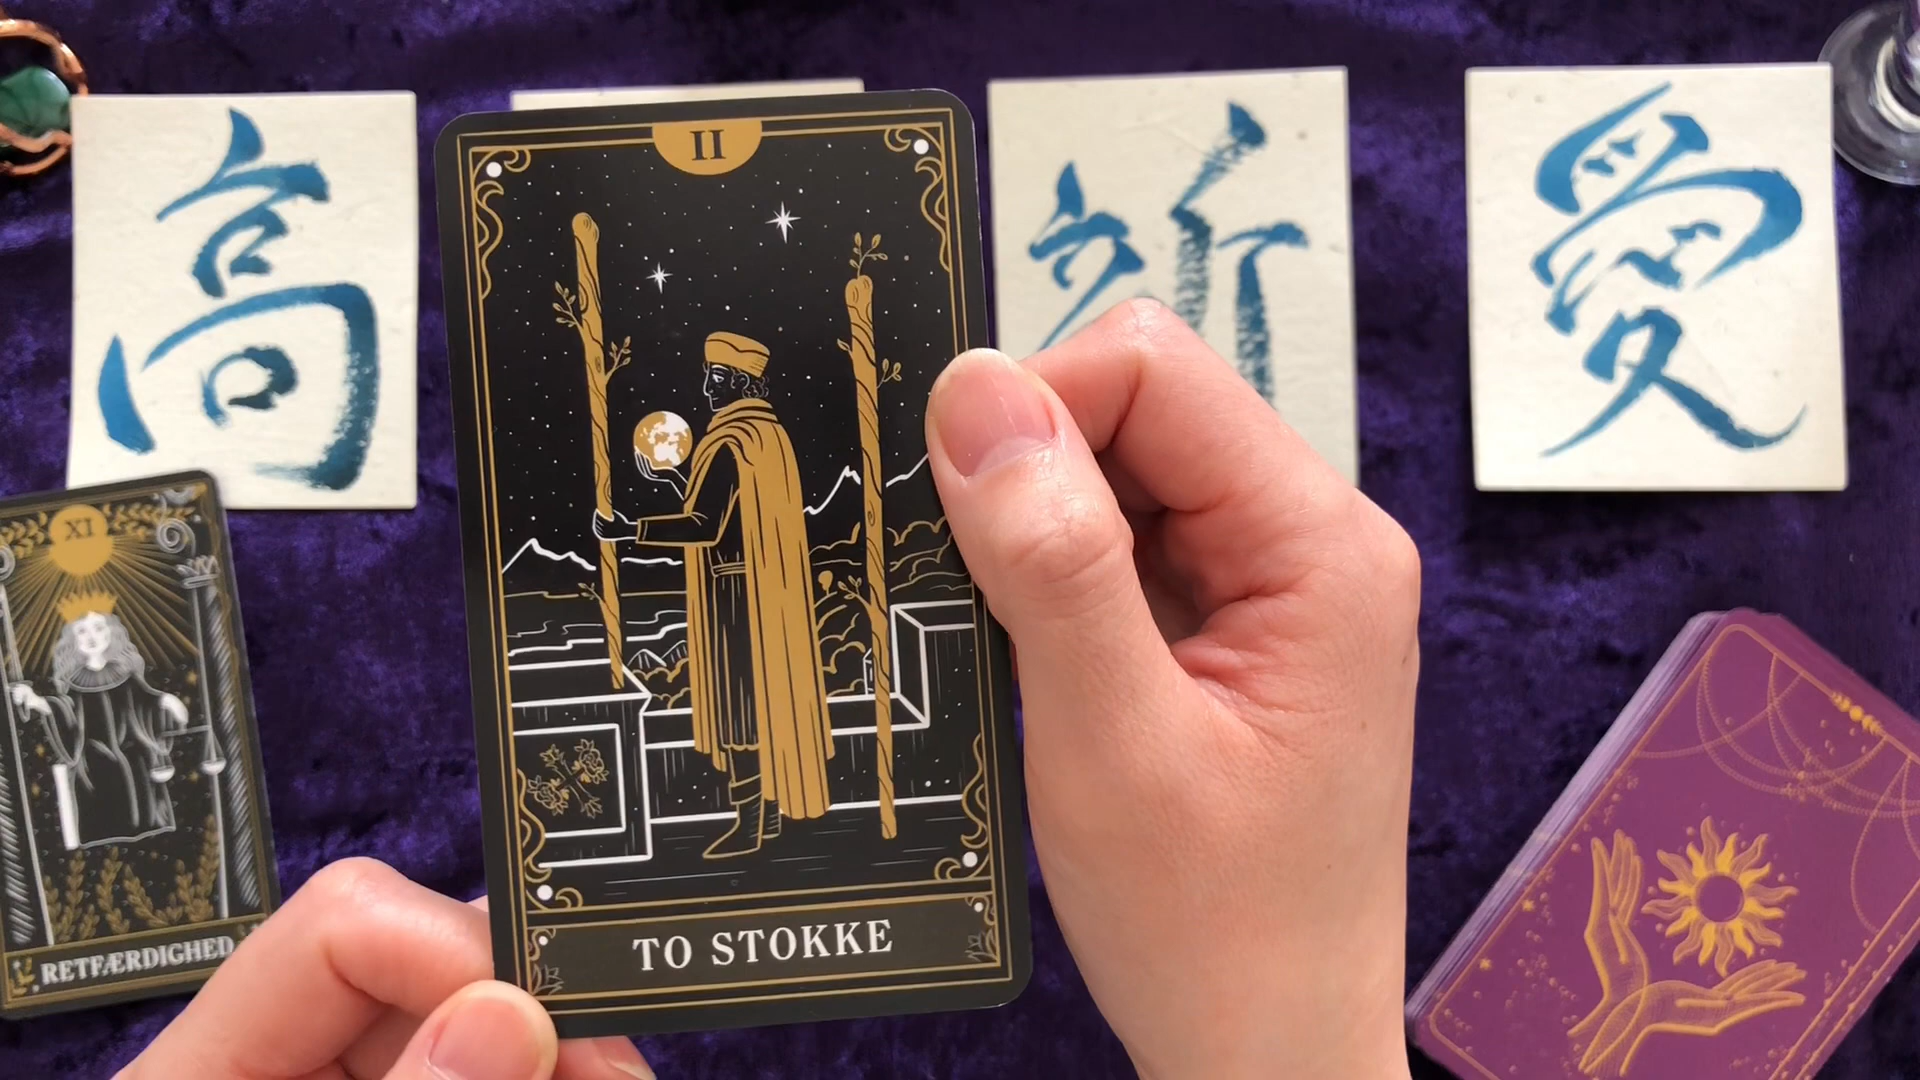 高
愛
II
TO STOKKE
XI
RETFÆRDIGHED